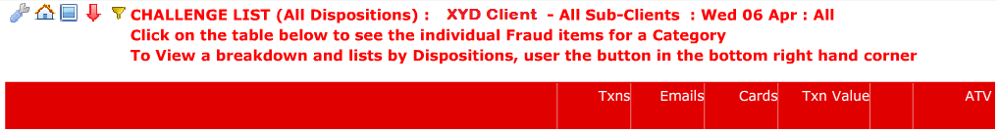 CHALLENGE LIST (All Dispositions) : XYD Client - All Sub-Clients : Wed 06 Apr : All
Click on the table below to see the individual Fraud items for a Category
To View a breakdown and lists by Dispositions, user the button in the bottom right hand corner
Txns Emails Cards Txn Value ATV